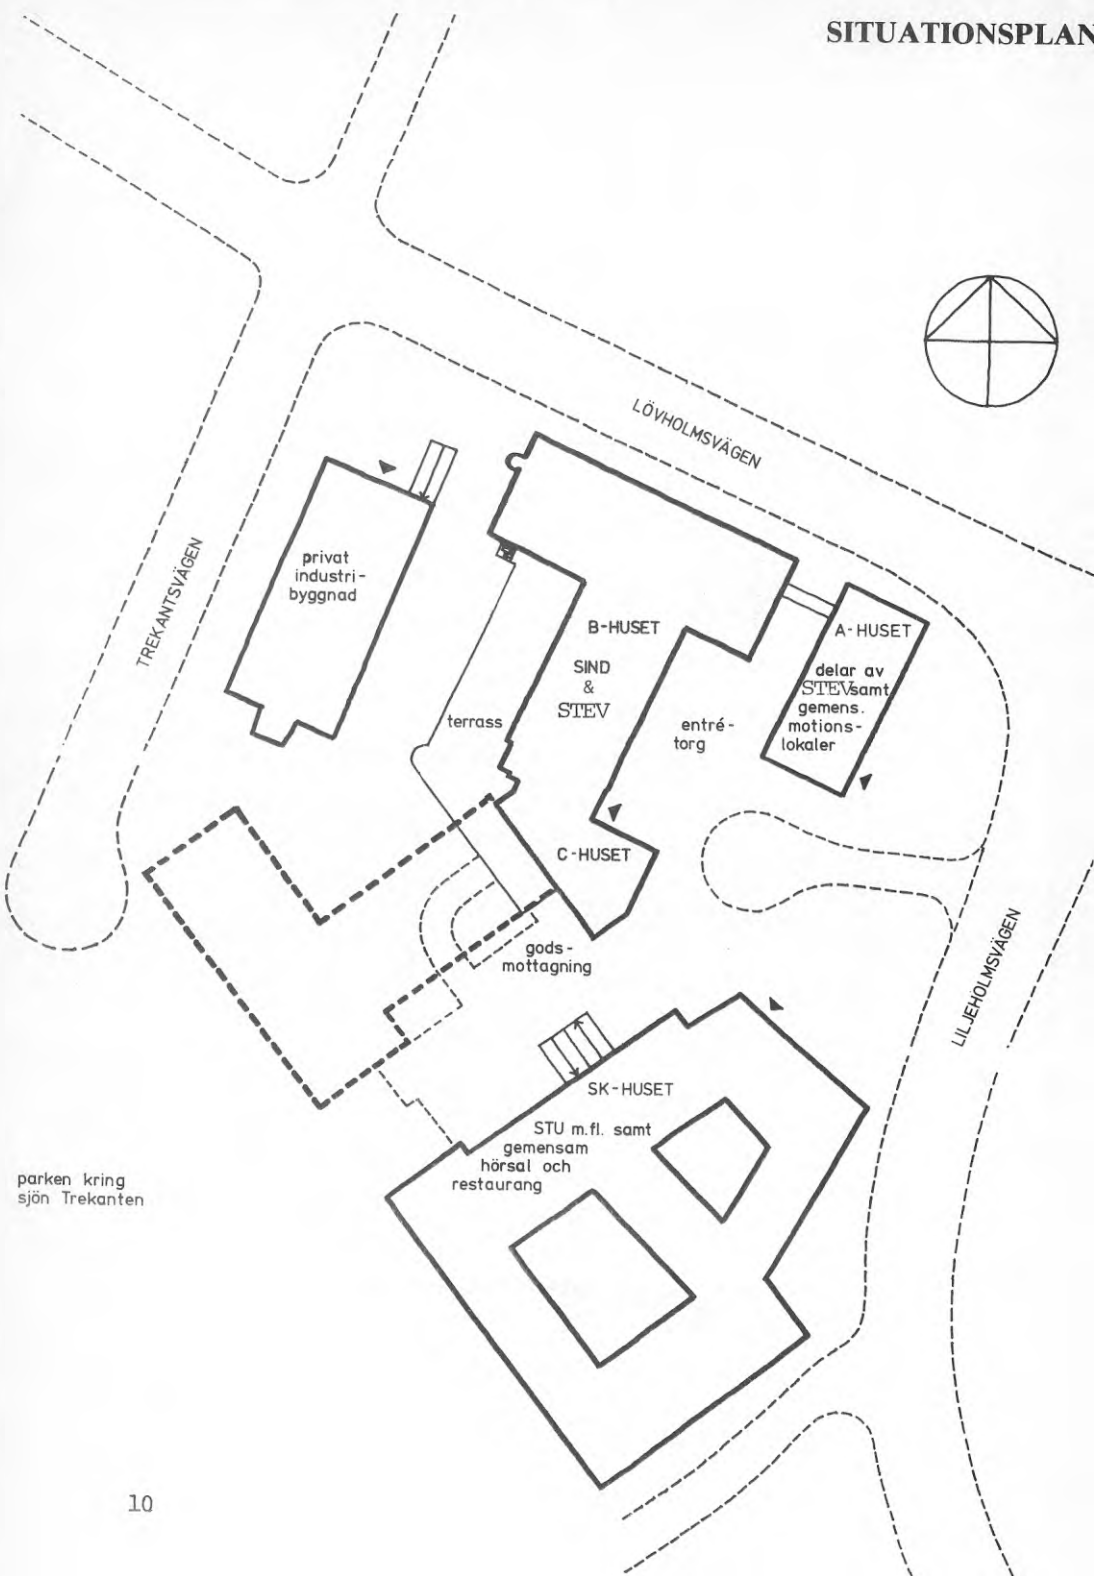 SITUATIONSPLAN
LÖVHOLMSVÄGEN
TREKANTSVÄGEN
privat
industri-
byggnad
B-HUSET
SIND
&
STEV
A-HUSET
delar av
STEV samt
gemens.
motions-
lokaler
terrass
entré-
torg
C-HUSET
gods-
mottagning
LILJEHOLMSVÄGEN
SK-HUSET
STU m.fl. samt
gemensam
hörsal och
restaurang
parken kring
sjön Trekanten
10